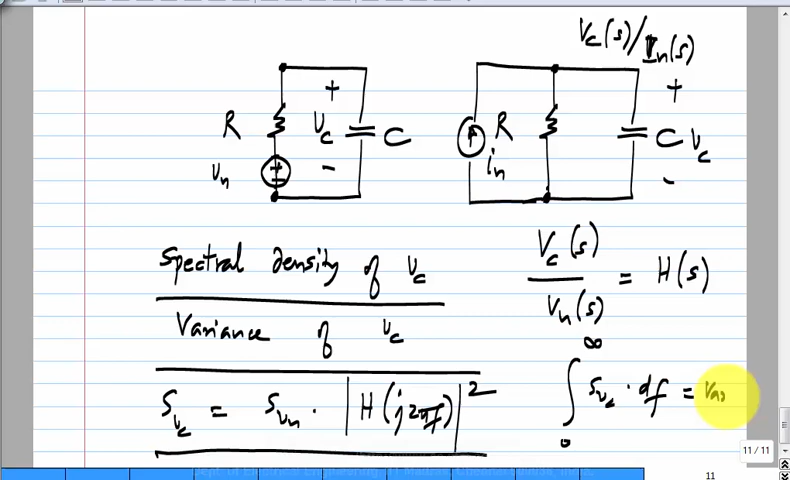 Vc(s)/In(s)
+
+
R
Vc
C
R
C
Vc
vn
+
-
in
-
Spectral density of vc
Vc(s)
Vn(s)
= H(s)
Variance of vc
Svc = Svn · |H(j2πf)|²
∫₀^∞ Svc · df = Var
11 / 11
11